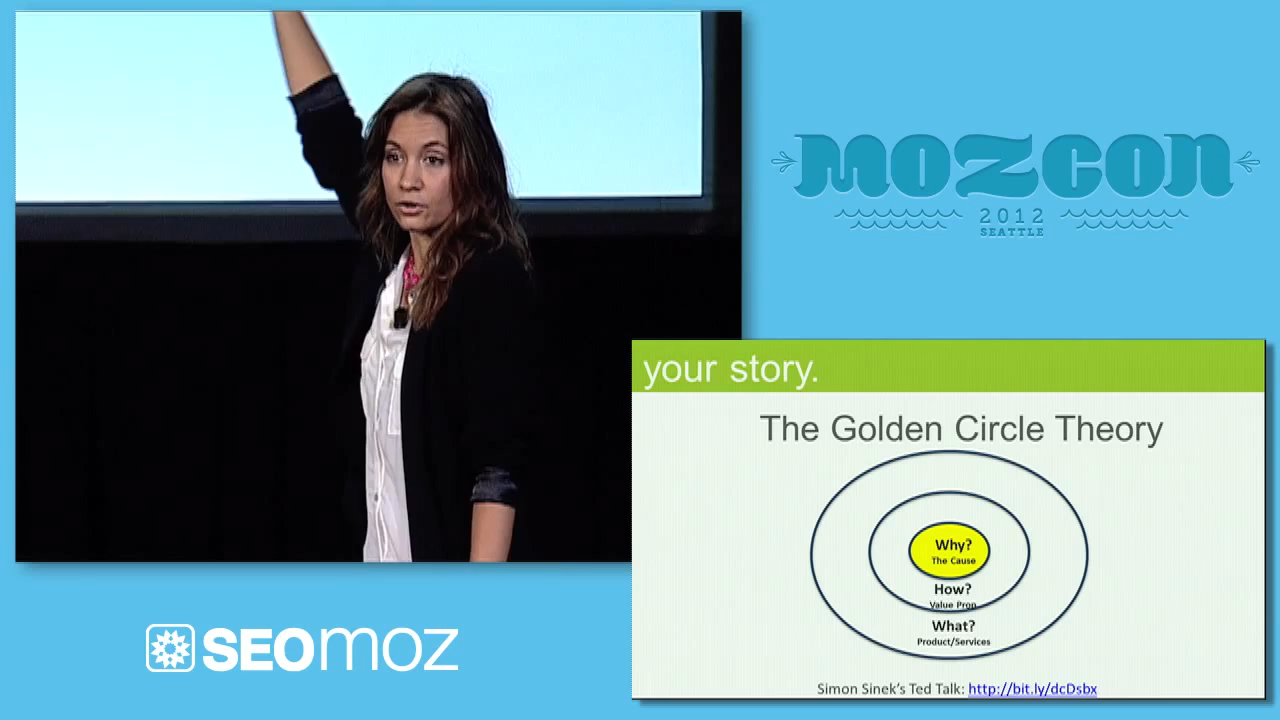 MOZCON
2012
SEATTLE
your story.
The Golden Circle Theory
Why?
The Cause
How?
Value Prop
What?
Product/Services
Simon Sinek's Ted Talk: http://bit.ly/dcDsbx
SEOmoz